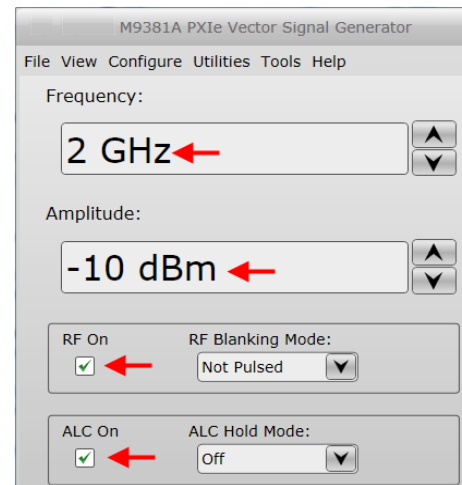 M9381A PXIe Vector Signal Generator
File View Configure Utilities Tools Help
Frequency:
2 GHz
Amplitude:
-10 dBm
RF On RF Blanking Mode:
Not Pulsed
ALC On ALC Hold Mode:
Off